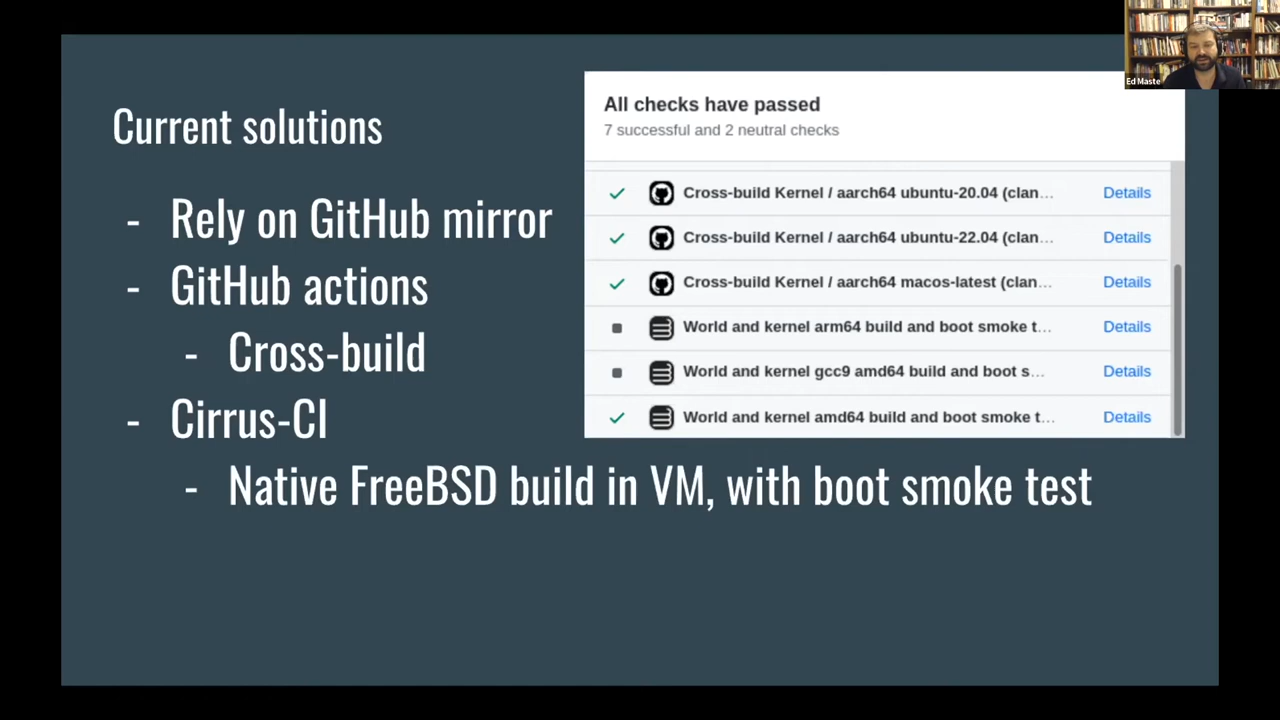 Ed Maste
Current solutions
- Rely on GitHub mirror
- GitHub actions
- Cross-build
- Cirrus-CI
- Native FreeBSD build in VM, with boot smoke test
All checks have passed
7 successful and 2 neutral checks
Cross-build Kernel / aarch64 ubuntu-20.04 (clan… Details
Cross-build Kernel / aarch64 ubuntu-22.04 (clan… Details
Cross-build Kernel / aarch64 macos-latest (clan… Details
World and kernel arm64 build and boot smoke t… Details
World and kernel gcc9 amd64 build and boot s… Details
World and kernel amd64 build and boot smoke t… Details